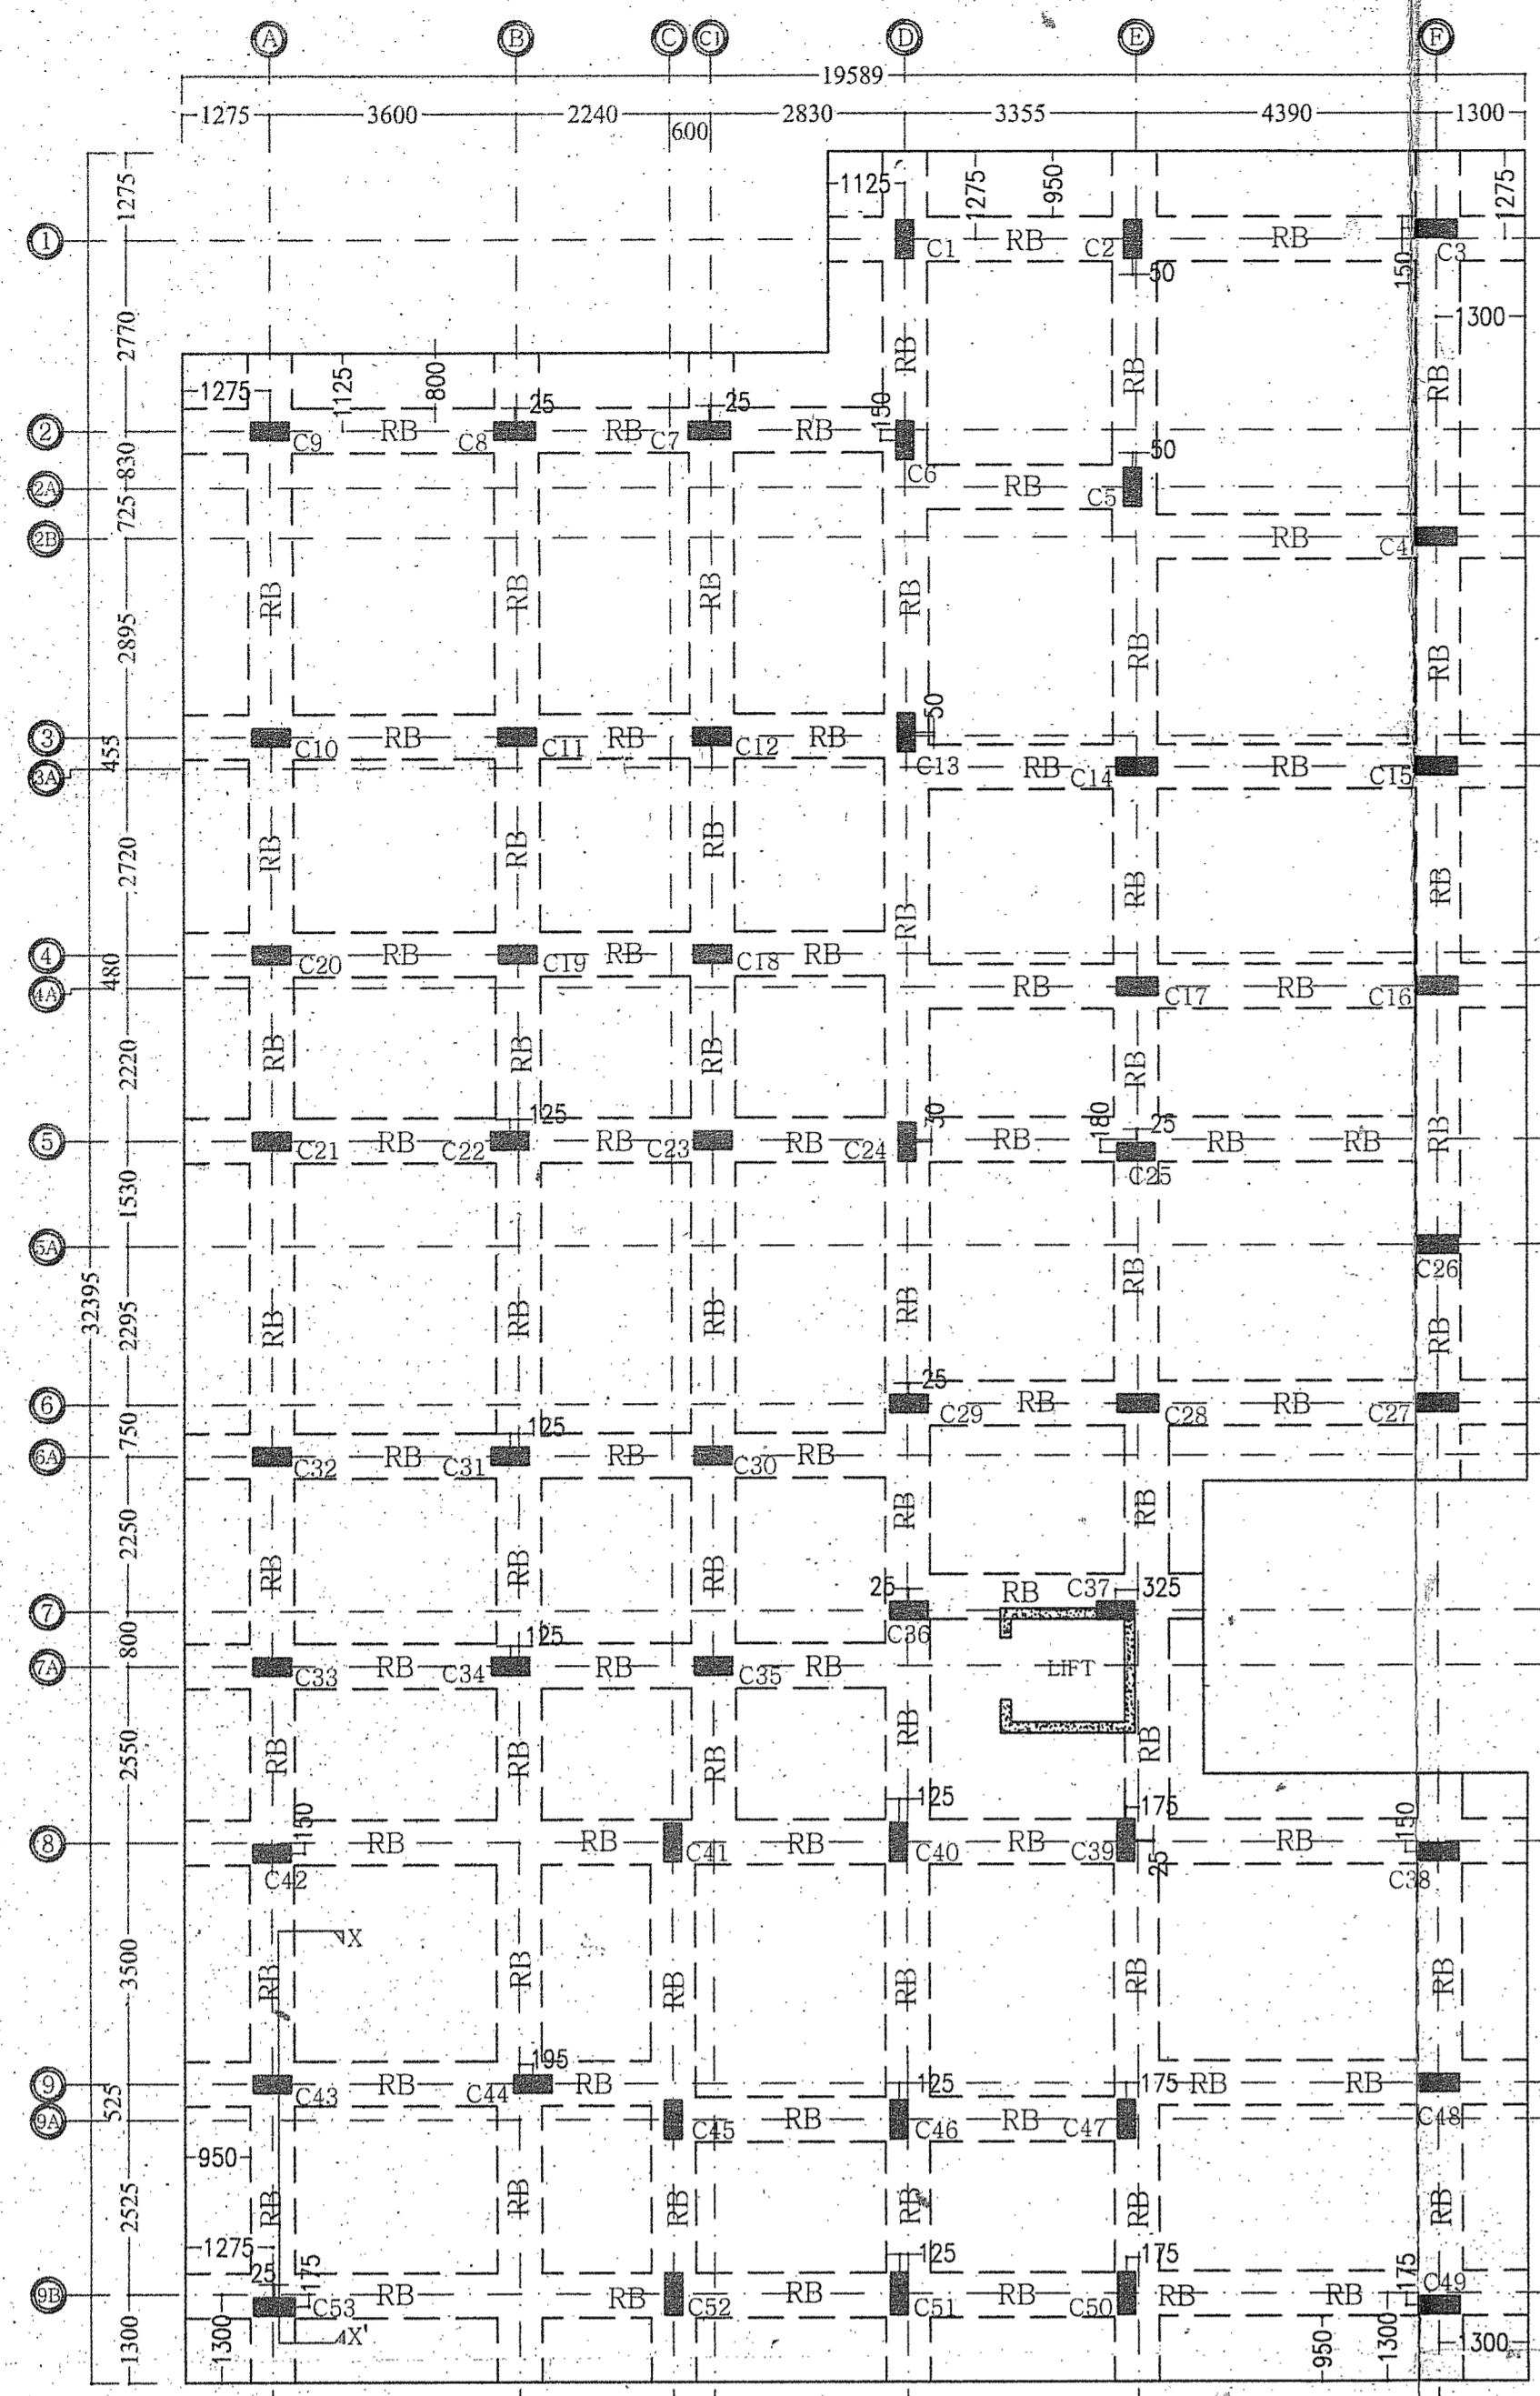 A B C C1 D E F
19589
1275 3600 2240 600 2830 3355 4390 1300
1275 1125 1275 950 1275
1 C1 RB C2 RB C3
50 150
1300
2770 RB RB RB
1275 1125 800 25 25 150
2 C9 RB C8 RB C7 RB C6
830 50
2A RB C5
725
2B RB C4
2895 RB RB RB RB RB RB
50
3 C10 RB C11 RB C12 RB C13
455
3A RB C14 RB C15
2720 RB RB RB RB RB RB
4 C20 RB C19 RB C18 RB
480
4A RB C17 RB C16
2220 RB RB RB RB
125 30 180 25
5 C21 RB C22 RB C23 RB C24 RB C25 RB RB RB
1530
5A C26
32395
2295 RB RB RB RB RB RB
25
6 C29 RB C28 RB C27
750 125
6A C32 RB C31 RB C30 RB
2250 RB RB RB RB RB
25 RB C37 325
7 C36
800 125
7A C33 RB C34 RB C35 RB LIFT
2550 RB RB RB RB RB
150 125 175 150
8 C42 RB RB C41 RB C40 RB C39 RB C38
25
X
3500 RB RB RB RB RB RB
195 125 175
9 C43 RB C44 RB RB RB C48
525
9A C45 RB C46 RB C47
950
2525 RB RB RB RB RB RB
1275
25 175 125 175 175 C49
9B C53 RB RB C52 RB C51 RB C50 RB RB
1300 1300 X' 950 1300 1300